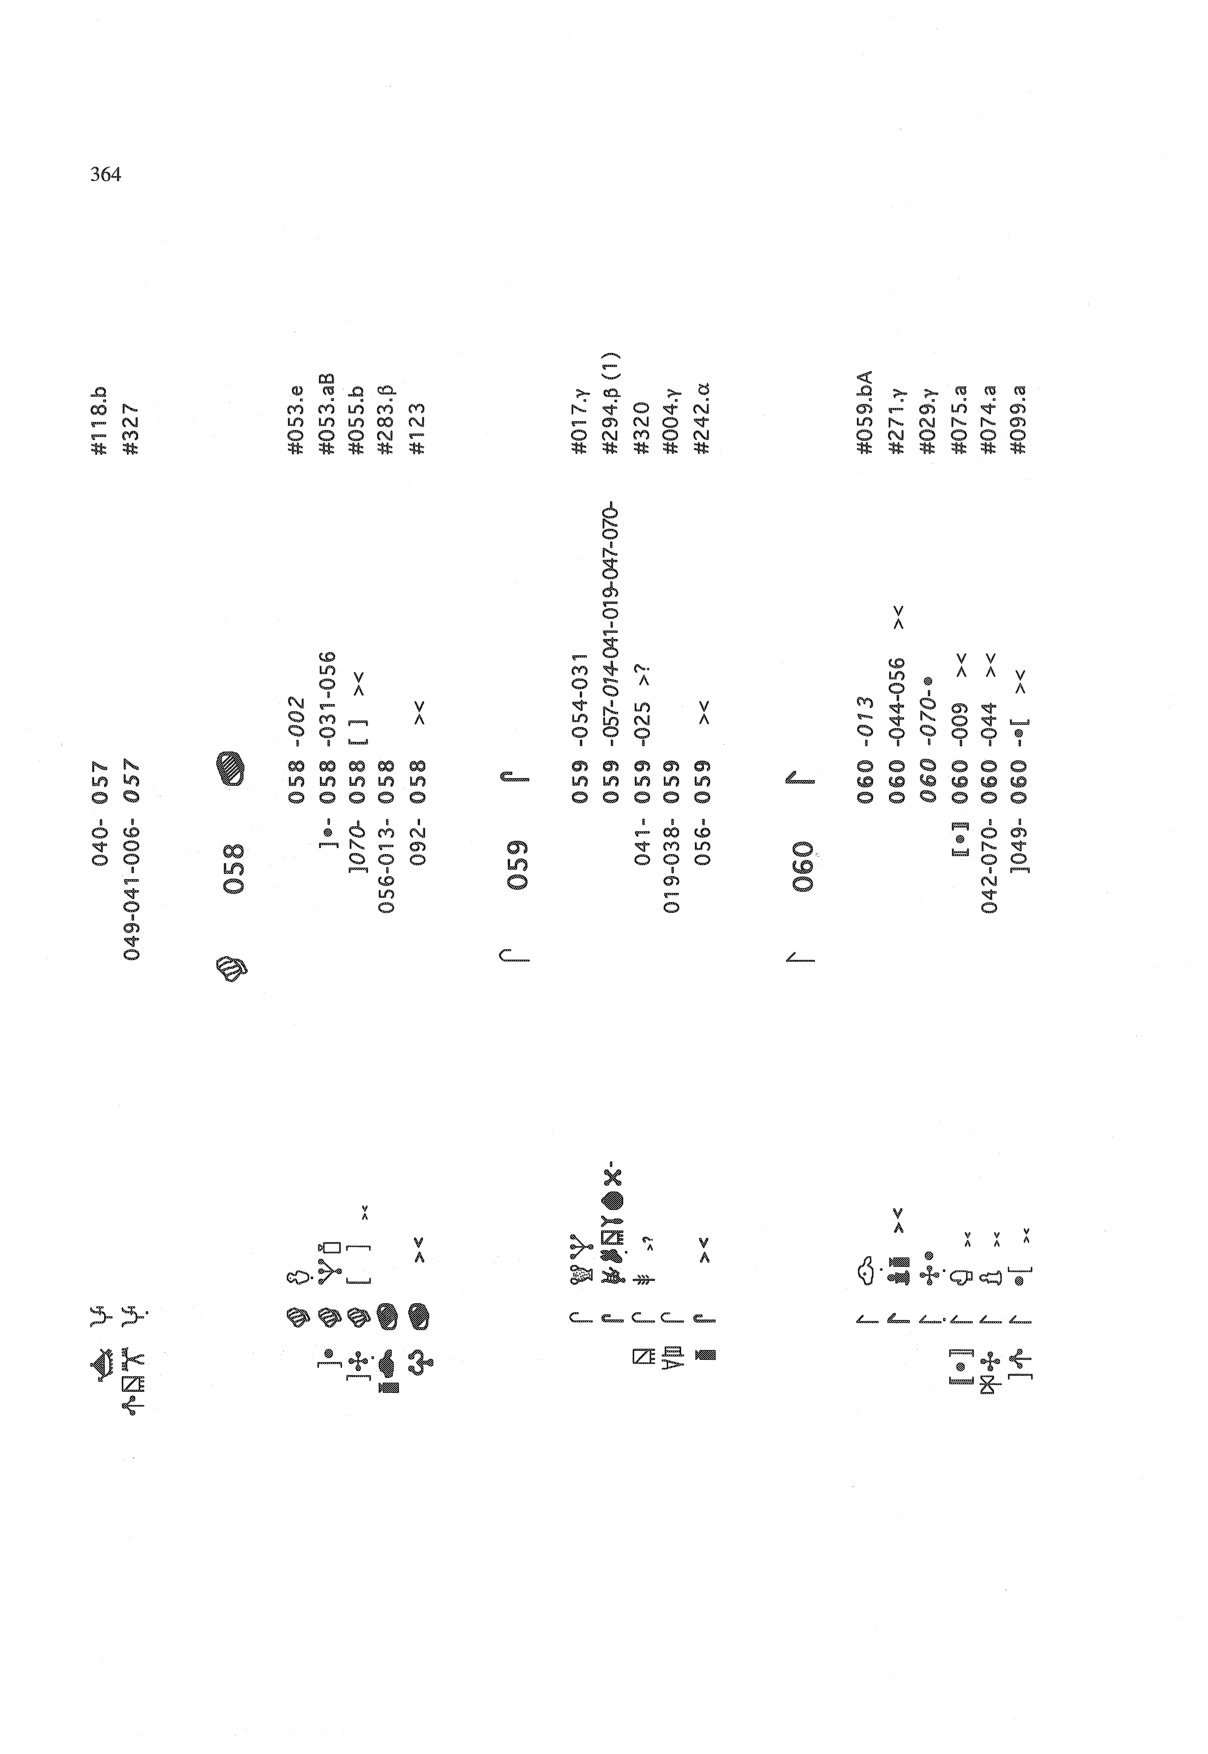 364
040- 057 #118.b
049-041-006- 057 #327
058
058 -002 #053.e
]•- 058 -031-056 #053.aB
]070- 058 [ ] >< #055.b
056-013- 058 #283.β
092- 058 >< #123
059
059 -054-031 #017.γ
059 -057-014-041-019-047-070- #294.β (1)
041- 059 -025 >? #320
019-038- 059 #004.γ
056- 059 >< #242.α
060
060 -013 #059.bA
060 -044-056 >< #271.γ
060 -070-• #029.γ
[•] 060 -009 >< #075.a
042-070- 060 -044 >< #074.a
]049- 060 -•[ >< #099.a